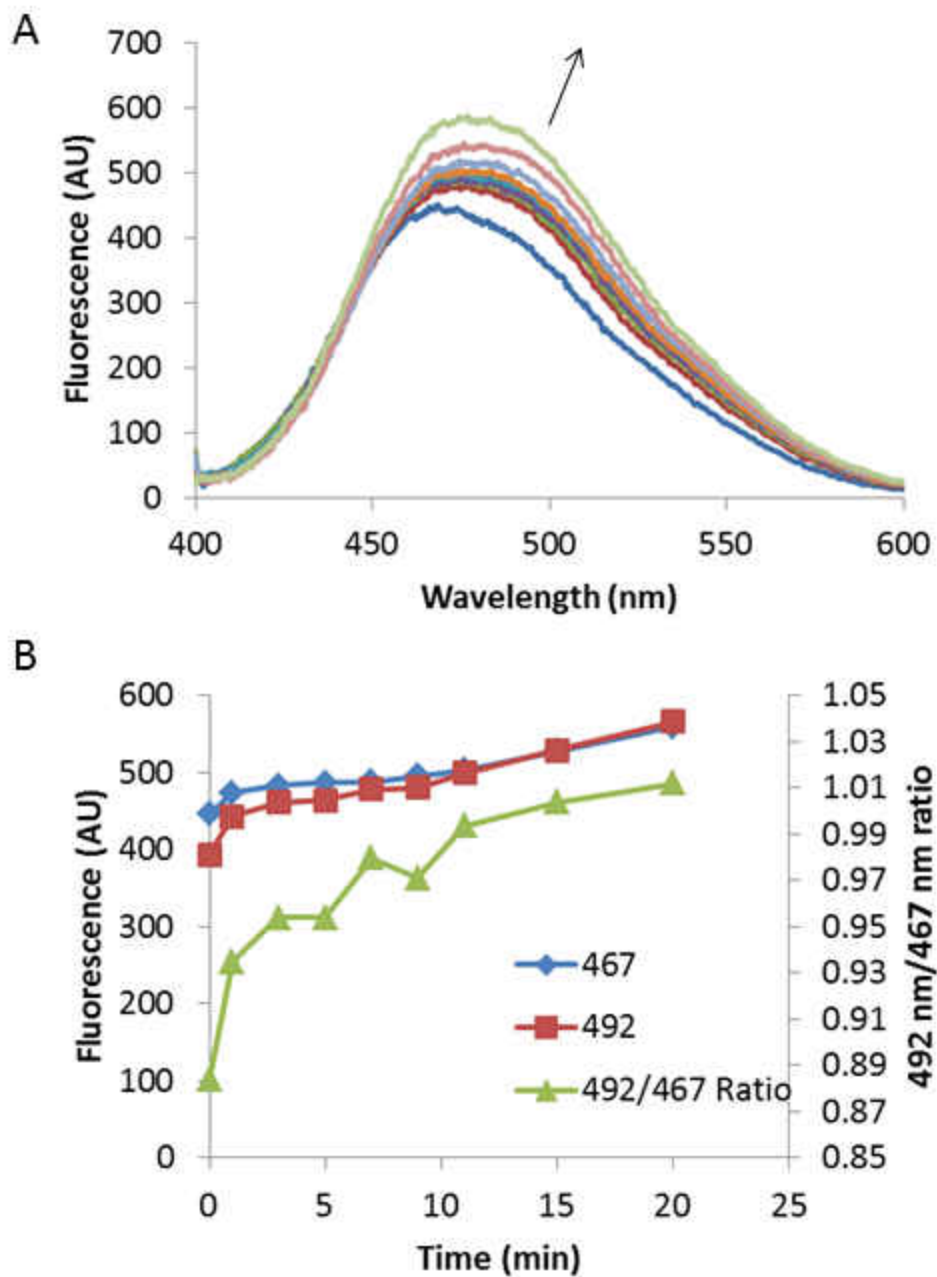 A
700
600
500
400
300
200
100
0
Fluorescence (AU)
400 450 500 550 600
Wavelength (nm)
B
600
500
400
300
200
100
0
Fluorescence (AU)
1.05
1.03
1.01
0.99
0.97
0.95
0.93
0.91
0.89
0.87
0.85
492 nm/467 nm ratio
467
492
492/467 Ratio
0 5 10 15 20 25
Time (min)